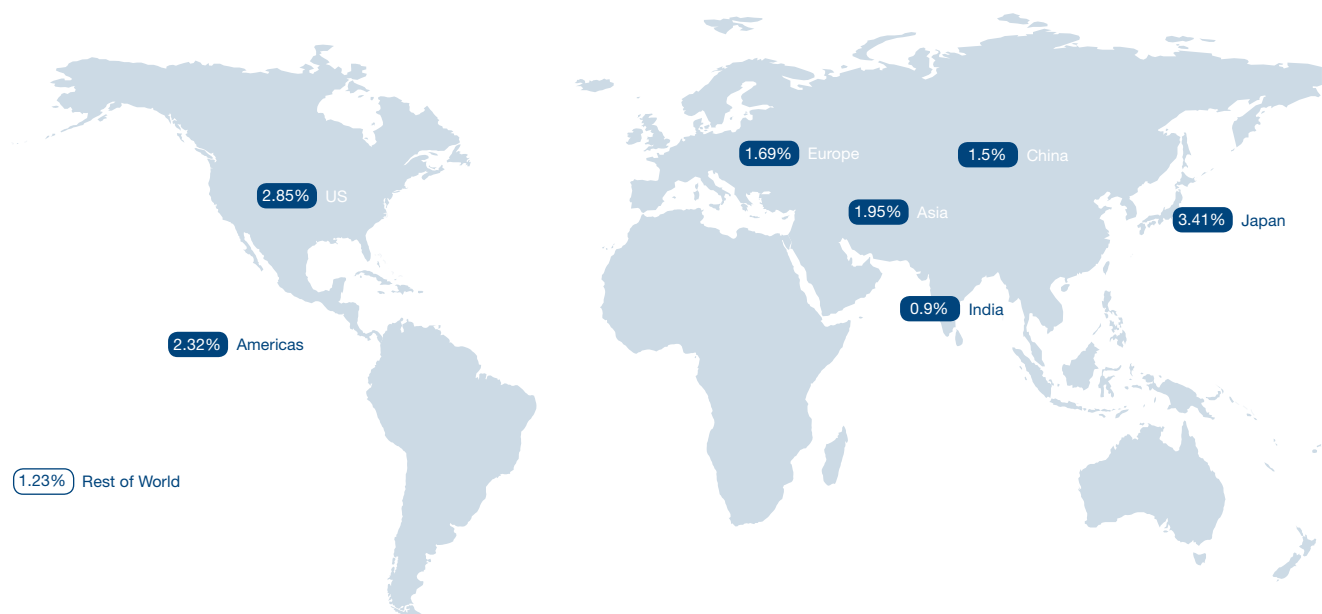 1.69% Europe
1.5% China
2.85% US
1.95% Asia
3.41% Japan
0.9% India
2.32% Americas
1.23% Rest of World